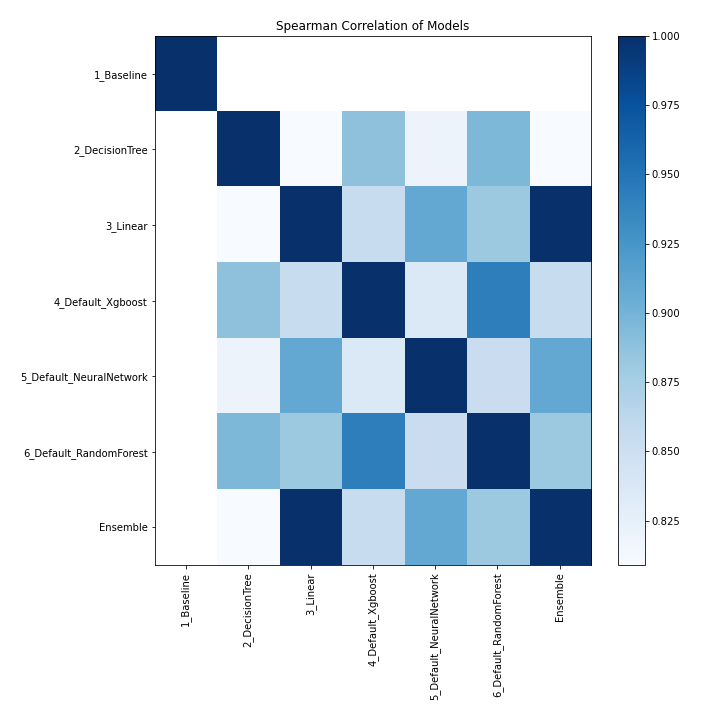 Spearman Correlation of Models
1_Baseline
2_DecisionTree
3_Linear
4_Default_Xgboost
5_Default_NeuralNetwork
6_Default_RandomForest
Ensemble
1_Baseline
2_DecisionTree
3_Linear
4_Default_Xgboost
5_Default_NeuralNetwork
6_Default_RandomForest
Ensemble
1.000
0.975
0.950
0.925
0.900
0.875
0.850
0.825